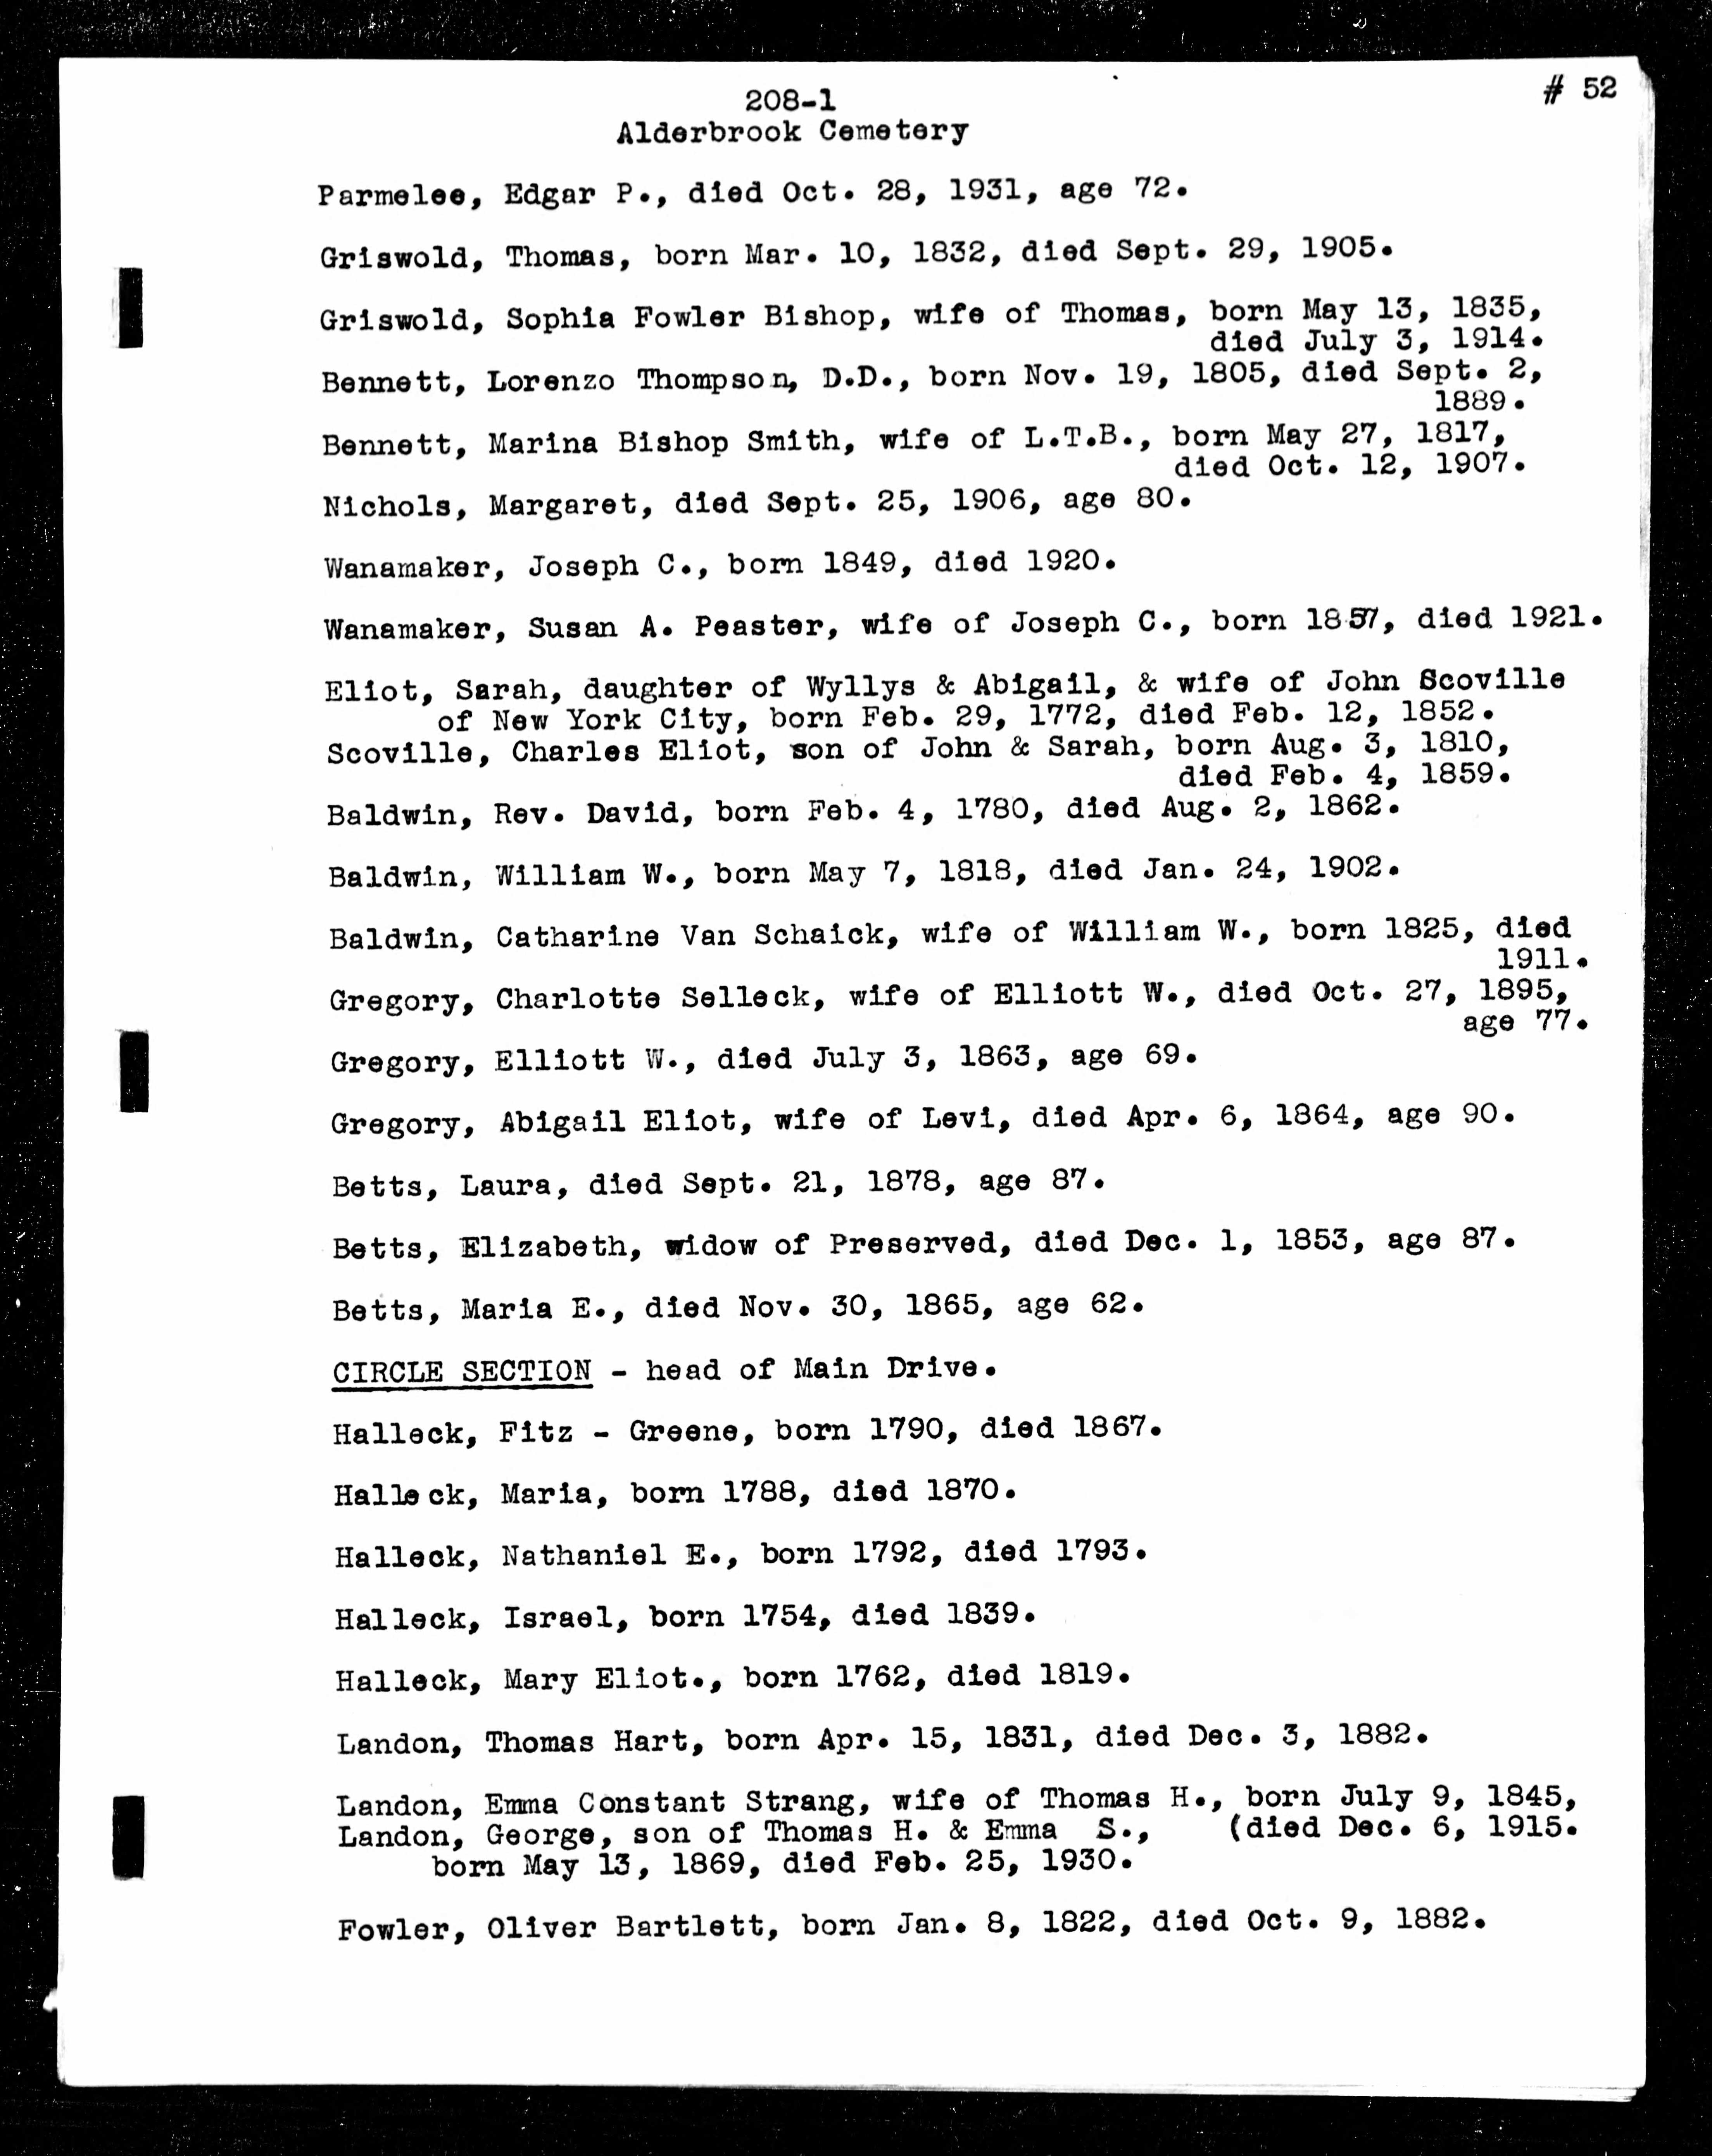 # 52
208-1
Alderbrook Cemetery
Parmelee, Edgar P., died Oct. 28, 1931, age 72.
Griswold, Thomas, born Mar. 10, 1832, died Sept. 29, 1905.
Griswold, Sophia Fowler Bishop, wife of Thomas, born May 13, 1835,
died July 3, 1914.
Bennett, Lorenzo Thompson, D.D., born Nov. 19, 1805, died Sept. 2,
1889.
Bennett, Marina Bishop Smith, wife of L.T.B., born May 27, 1817,
died Oct. 12, 1907.
Nichols, Margaret, died Sept. 25, 1906, age 80.
Wanamaker, Joseph C., born 1849, died 1920.
Wanamaker, Susan A. Peaster, wife of Joseph C., born 1857, died 1921.
Eliot, Sarah, daughter of Wyllys & Abigail, & wife of John Scoville
of New York City, born Feb. 29, 1772, died Feb. 12, 1852.
Scoville, Charles Eliot, son of John & Sarah, born Aug. 3, 1810,
died Feb. 4, 1859.
Baldwin, Rev. David, born Feb. 4, 1780, died Aug. 2, 1862.
Baldwin, William W., born May 7, 1818, died Jan. 24, 1902.
Baldwin, Catharine Van Schaick, wife of William W., born 1825, died
1911.
Gregory, Charlotte Selleck, wife of Elliott W., died Oct. 27, 1895,
age 77.
Gregory, Elliott W., died July 3, 1863, age 69.
Gregory, Abigail Eliot, wife of Levi, died Apr. 6, 1864, age 90.
Betts, Laura, died Sept. 21, 1878, age 87.
Betts, Elizabeth, widow of Preserved, died Dec. 1, 1853, age 87.
Betts, Maria E., died Nov. 30, 1865, age 62.
CIRCLE SECTION - head of Main Drive.
Halleck, Fitz - Greene, born 1790, died 1867.
Halleck, Maria, born 1788, died 1870.
Halleck, Nathaniel E., born 1792, died 1793.
Halleck, Israel, born 1754, died 1839.
Halleck, Mary Eliot., born 1762, died 1819.
Landon, Thomas Hart, born Apr. 15, 1831, died Dec. 3, 1882.
Landon, Emma Constant Strang, wife of Thomas H., born July 9, 1845,
Landon, George, son of Thomas H. & Emma S., (died Dec. 6, 1915.
born May 13, 1869, died Feb. 25, 1930.
Fowler, Oliver Bartlett, born Jan. 8, 1822, died Oct. 9, 1882.